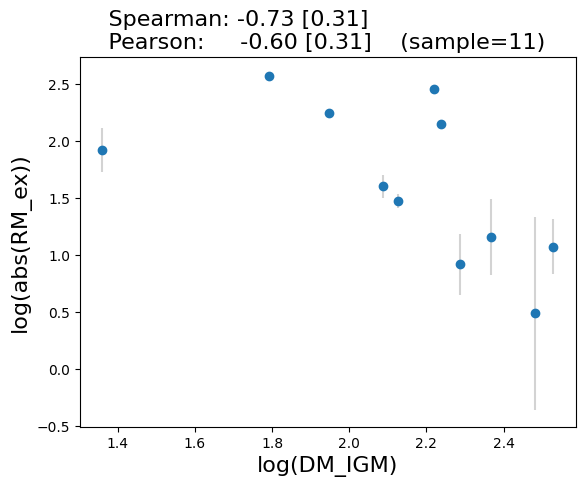 Spearman: -0.73 [0.31]
Pearson: -0.60 [0.31] (sample=11)
log(abs(RM_ex))
2.5
2.0
1.5
1.0
0.5
0.0
-0.5
1.4 1.6 1.8 2.0 2.2 2.4
log(DM_IGM)